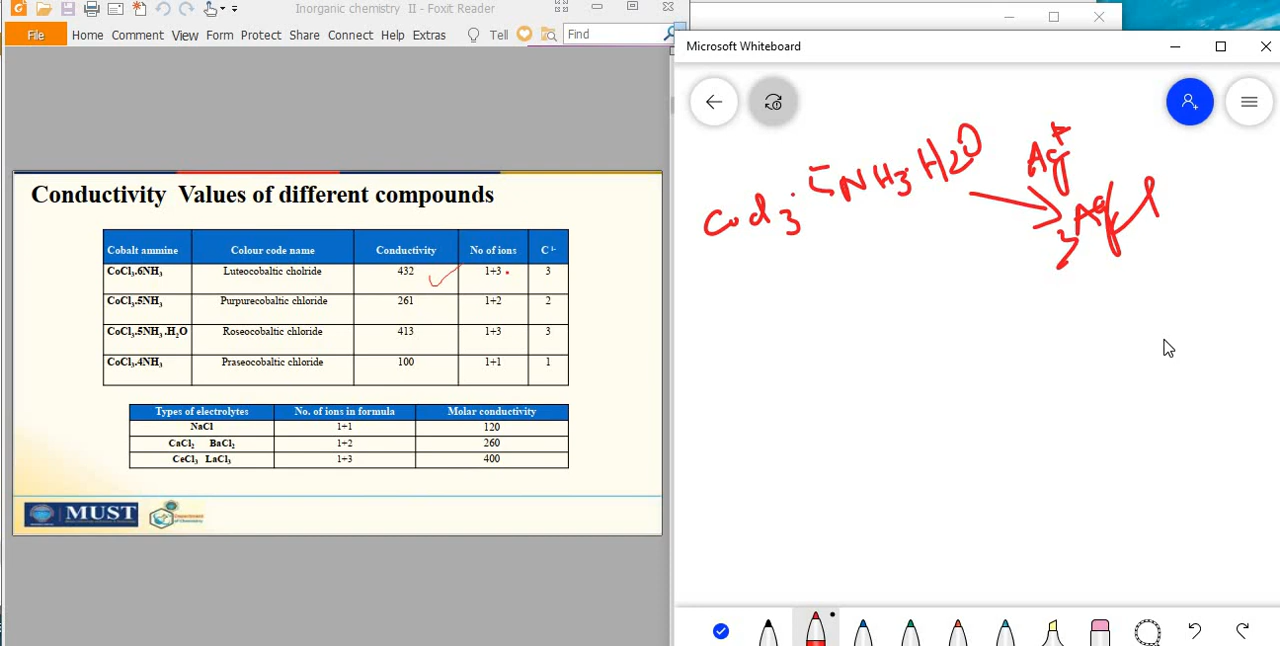 Inorganic chemistry II - Foxit Reader
File Home Comment View Form Protect Share Connect Help Extras Tell Find
Microsoft Whiteboard
Conductivity Values of different compounds
Cobalt ammine Colour code name Conductivity No of ions C
CoCl3.6NH3 Luteocobaltic cholride 432 1+3 3
CoCl3.5NH3 Purpurecobaltic chloride 261 1+2 2
CoCl3.5NH3.H2O Roseocobaltic chloride 413 1+3 3
CoCl3.4NH3 Praseocobaltic chloride 100 1+1 1
Types of electrolytes No. of ions in formula Molar conductivity
NaCl 1+1 120
CaCl2 BaCl2 1+2 260
CeCl3 LaCl3 1+3 400
MUST
CoCl3 5NH3 H2O Ag+
3 AgCl